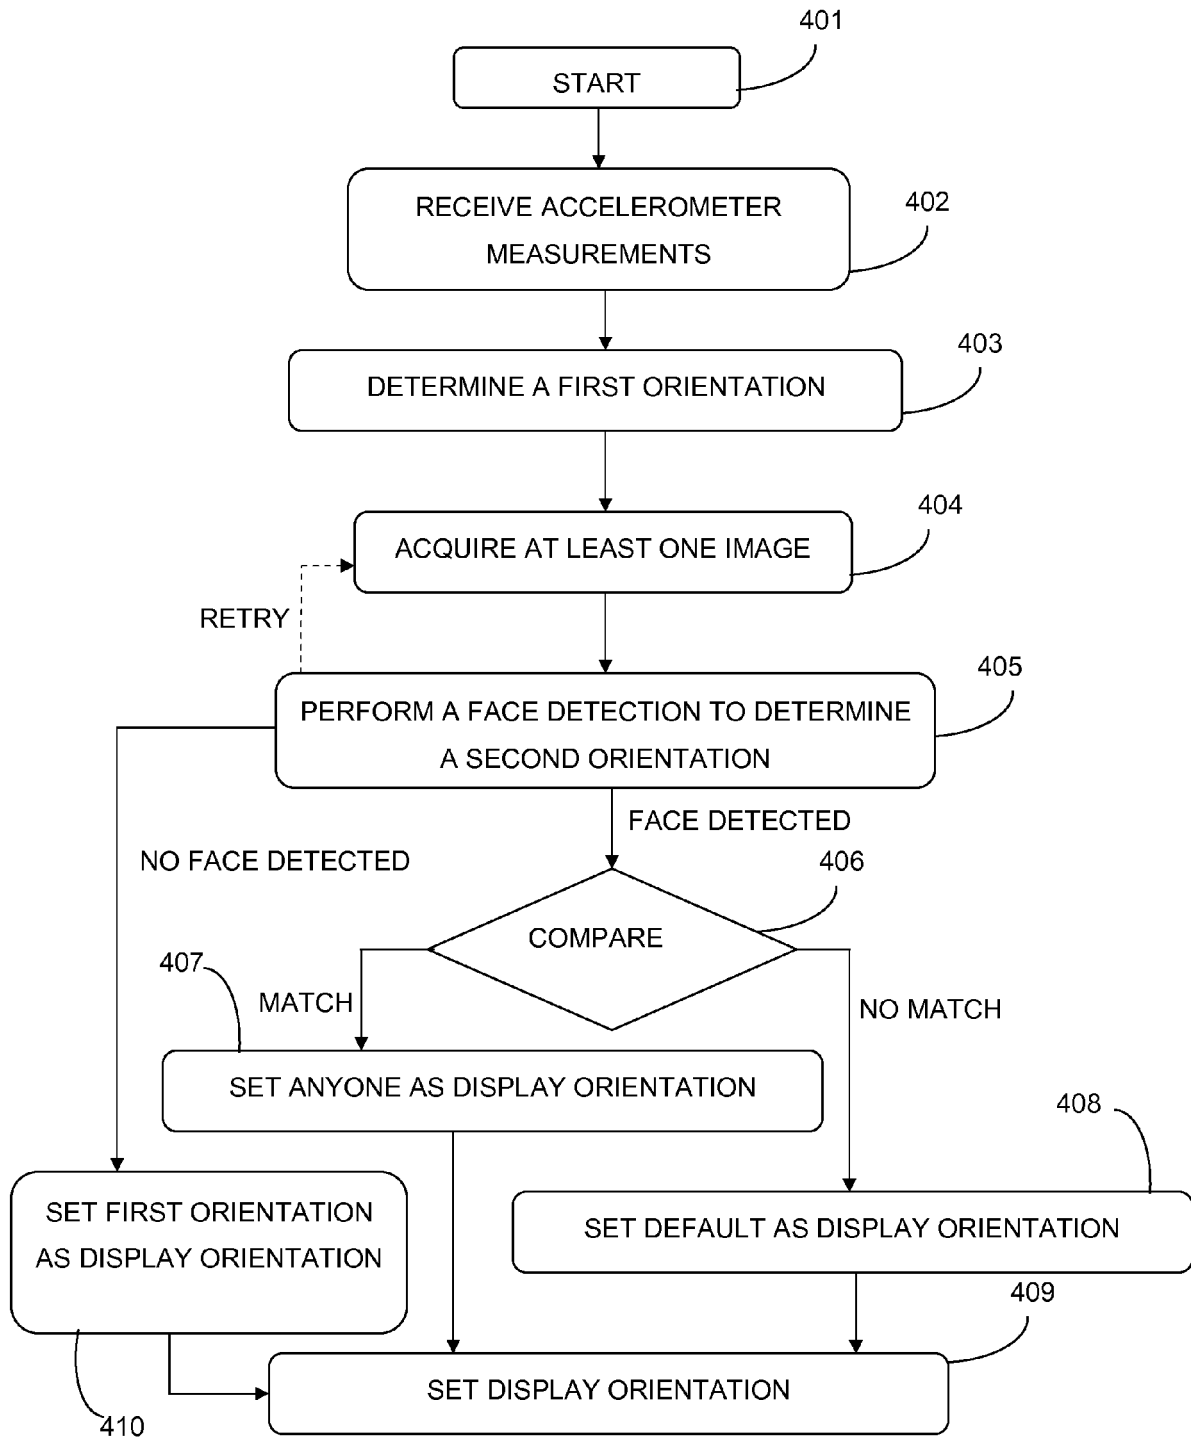 401
START
RECEIVE ACCELEROMETER
MEASUREMENTS
402
403
DETERMINE A FIRST ORIENTATION
404
ACQUIRE AT LEAST ONE IMAGE
RETRY
405
PERFORM A FACE DETECTION TO DETERMINE
A SECOND ORIENTATION
FACE DETECTED
NO FACE DETECTED
406
COMPARE
407
MATCH
NO MATCH
SET ANYONE AS DISPLAY ORIENTATION
408
SET FIRST ORIENTATION
AS DISPLAY ORIENTATION
SET DEFAULT AS DISPLAY ORIENTATION
409
SET DISPLAY ORIENTATION
410